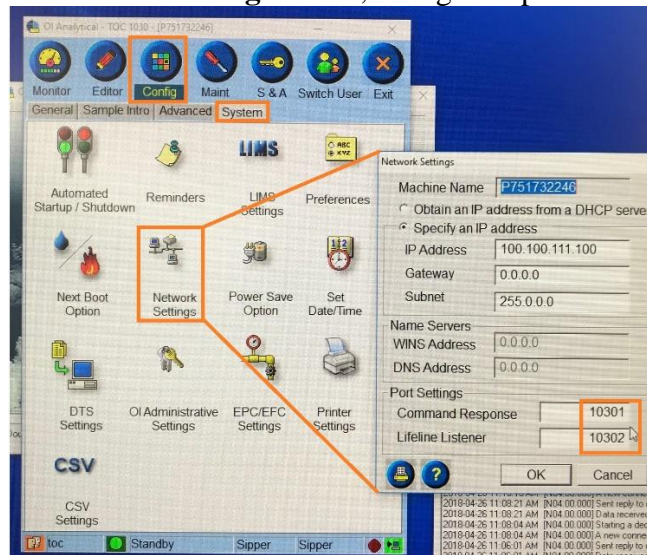 OI Analytical - TOC 1030 - [P751732246]
Monitor Editor Config Maint S & A Switch User Exit
General Sample Intro Advanced System
LIMS
ABC
XYZ
Automated Startup / Shutdown
Reminders
LIMS Settings
Preferences
Next Boot Option
Network Settings
Power Save Option
Set Date/Time
DTS Settings
OI Administrative Settings
EPC/EFC Settings
Printer Settings
CSV
CSV Settings
toc Standby Sipper Sipper
Network Settings
Machine Name P751732246
Obtain an IP address from a DHCP serve
Specify an IP address
IP Address 100.100.111.100
Gateway 0.0.0.0
Subnet 255.0.0.0
Name Servers
WINS Address 0.0.0.0
DNS Address 0.0.0.0
Port Settings
Command Response 10301
Lifeline Listener 10302
OK Cancel
2018-04-26 11:08:21 AM [N04.00.000] Sent reply to
2018-04-26 11:08:21 AM [N04.00.000] Data received
2018-04-26 11:08:04 AM [N04.00.000] Starting a dec
2018-04-26 11:08:04 AM [N04.00.000] A new conne
2018-04-26 11:06:01 AM [N04.00.000] Sent reply to